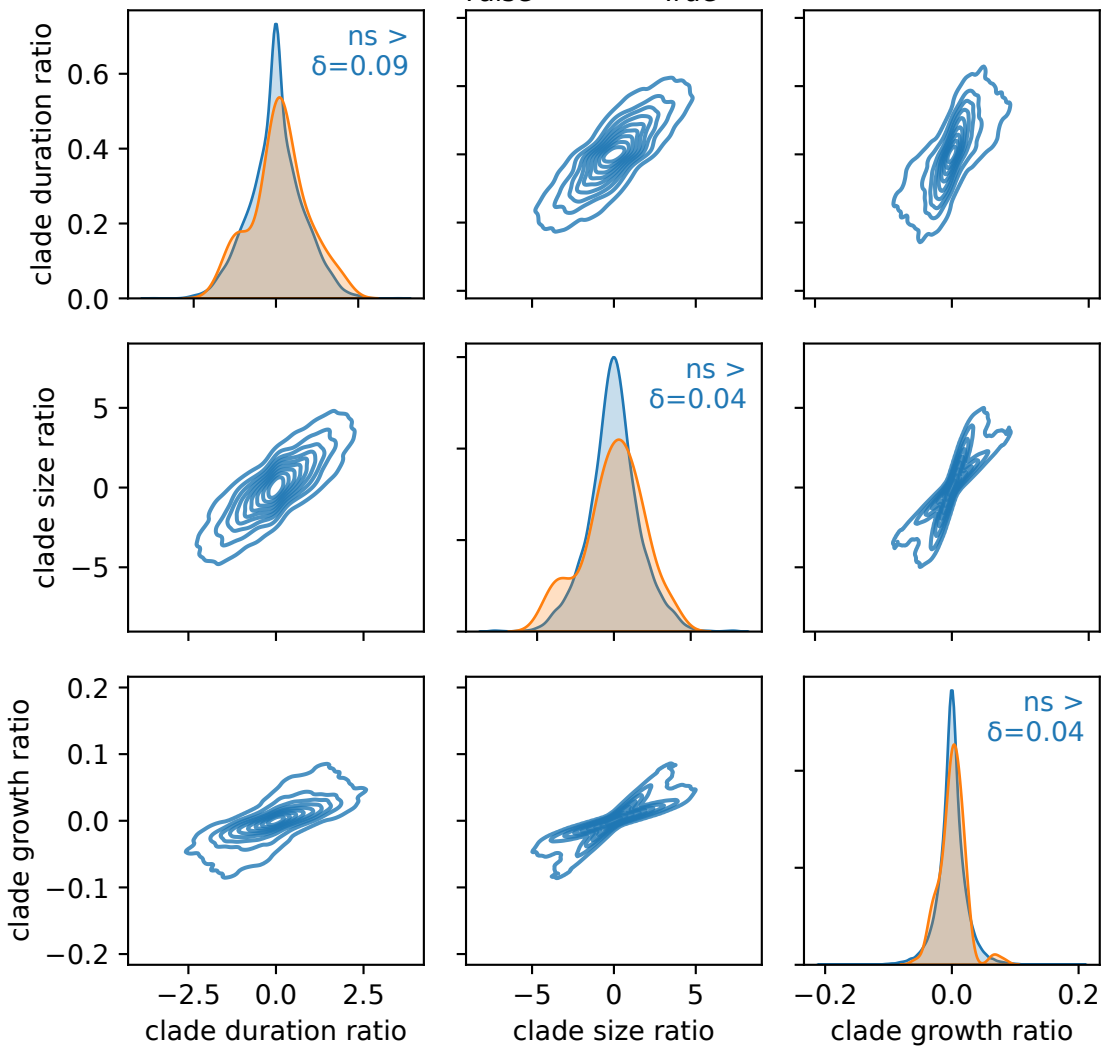 False True
clade duration ratio
0.6
0.4
0.2
0.0
ns >
δ=0.09
clade size ratio
5
0
−5
ns >
δ=0.04
clade growth ratio
0.2
0.1
0.0
−0.1
−0.2
ns >
δ=0.04
−2.5 0.0 2.5
−5 0 5
−0.2 0.0 0.2
clade duration ratio
clade size ratio
clade growth ratio